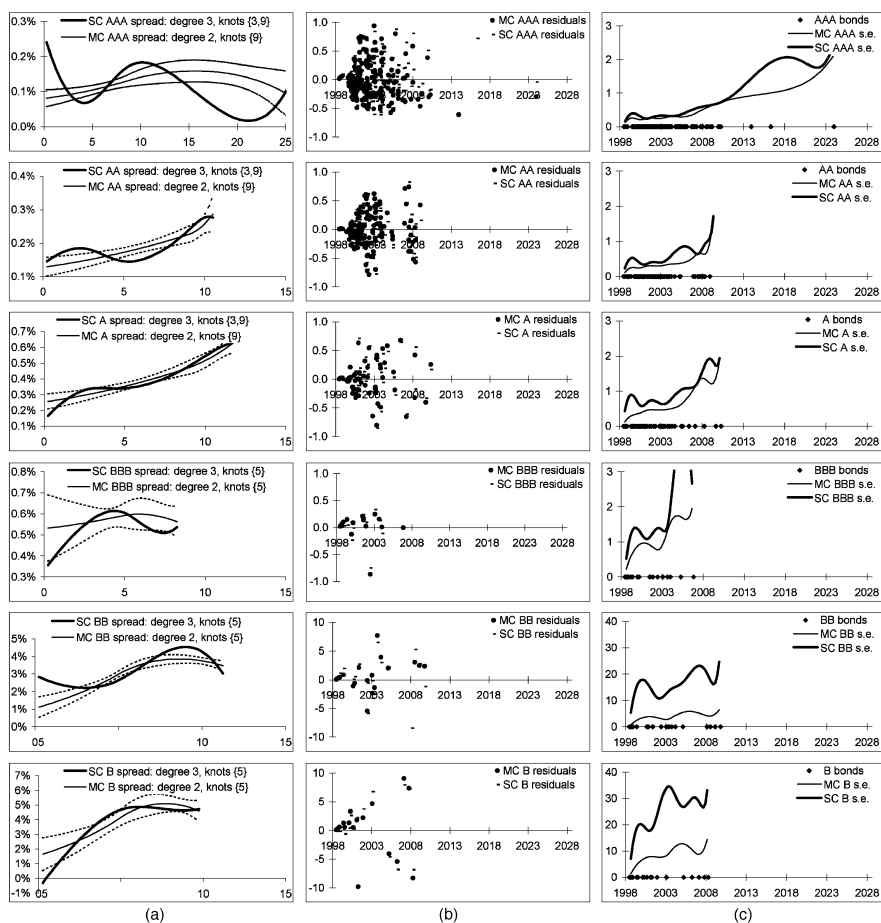 0.3%
SC AAA spread: degree 3, knots {3,9}
MC AAA spread: degree 2, knots {9}
0.2%
0.1%
0.0%
0 5 10 15 20 25
1.0
MC AAA residuals
SC AAA residuals
0.5
0.0
1998 2003 2008 2013 2018 2023 2028
-0.5
-1.0
3
AAA bonds
MC AAA s.e.
SC AAA s.e.
2
1
0
1998 2003 2008 2013 2018 2023 2028
0.4%
SC AA spread: degree 3, knots {3,9}
MC AA spread: degree 2, knots {9}
0.3%
0.2%
0.1%
0 5 10 15
1.0
MC AA residuals
SC AA residuals
0.5
0.0
1998 2003 2008 2013 2018 2023 2028
-0.5
-1.0
3
AA bonds
MC AA s.e.
SC AA s.e.
2
1
0
1998 2003 2008 2013 2018 2023 2028
0.7%
SC A spread: degree 3, knots {3,9}
0.6%
MC A spread: degree 2, knots {9}
0.5%
0.4%
0.3%
0.2%
0.1%
0 5 10 15
1.0
MC A residuals
SC A residuals
0.5
0.0
1998 2003 2008 2013 2018 2023 2028
-0.5
-1.0
3
A bonds
MC A s.e.
SC A s.e.
2
1
0
1998 2003 2008 2013 2018 2023 2028
0.8%
SC BBB spread: degree 3, knots {5}
0.7%
MC BBB spread: degree 2, knots {5}
0.6%
0.5%
0.4%
0.3%
0 5 10 15
1.0
MC BBB residuals
SC BBB residuals
0.5
0.0
1998 2003 2008 2013 2018 2023 2028
-0.5
-1.0
3
BBB bonds
MC BBB s.e.
SC BBB s.e.
2
1
0
1998 2003 2008 2013 2018 2023 2028
SC BB spread: degree 3, knots {5}
5%
MC BB spread: degree 2, knots {5}
4%
3%
2%
1%
0%
05 10 15
10
MC BB residuals
SC BB residuals
5
0
1998 2003 2008 2013 2018 2023 2028
-5
-10
40
BB bonds
MC BB s.e.
SC BB s.e.
30
20
10
0
1998 2003 2008 2013 2018 2023 2028
7%
SC B spread: degree 3, knots {5}
6%
MC B spread: degree 2, knots {5}
5%
4%
3%
2%
1%
0%
-1%
05 10 15
10
MC B residuals
SC B residuals
5
0
1998 2003 2008 2013 2018 2023 2028
-5
-10
40
B bonds
MC B s.e.
SC B s.e.
30
20
10
0
1998 2003 2008 2013 2018 2023 2028
(a) (b) (c)